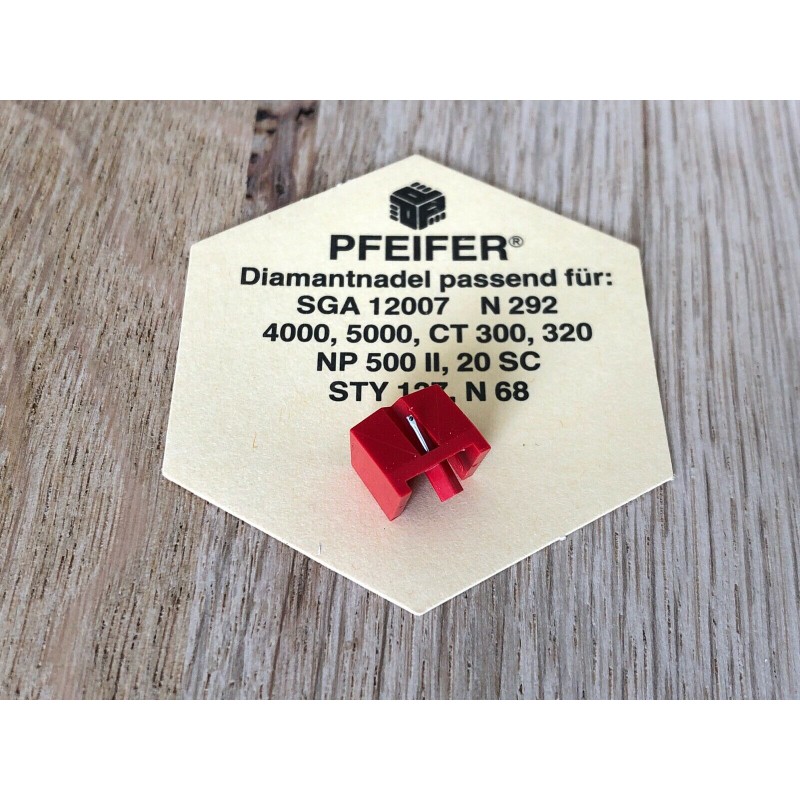 PFEIFER®
Diamantnadel passend für:
SGA 12007 N 292
4000, 5000, CT 300, 320
NP 500 II, 20 SC
STY N 68